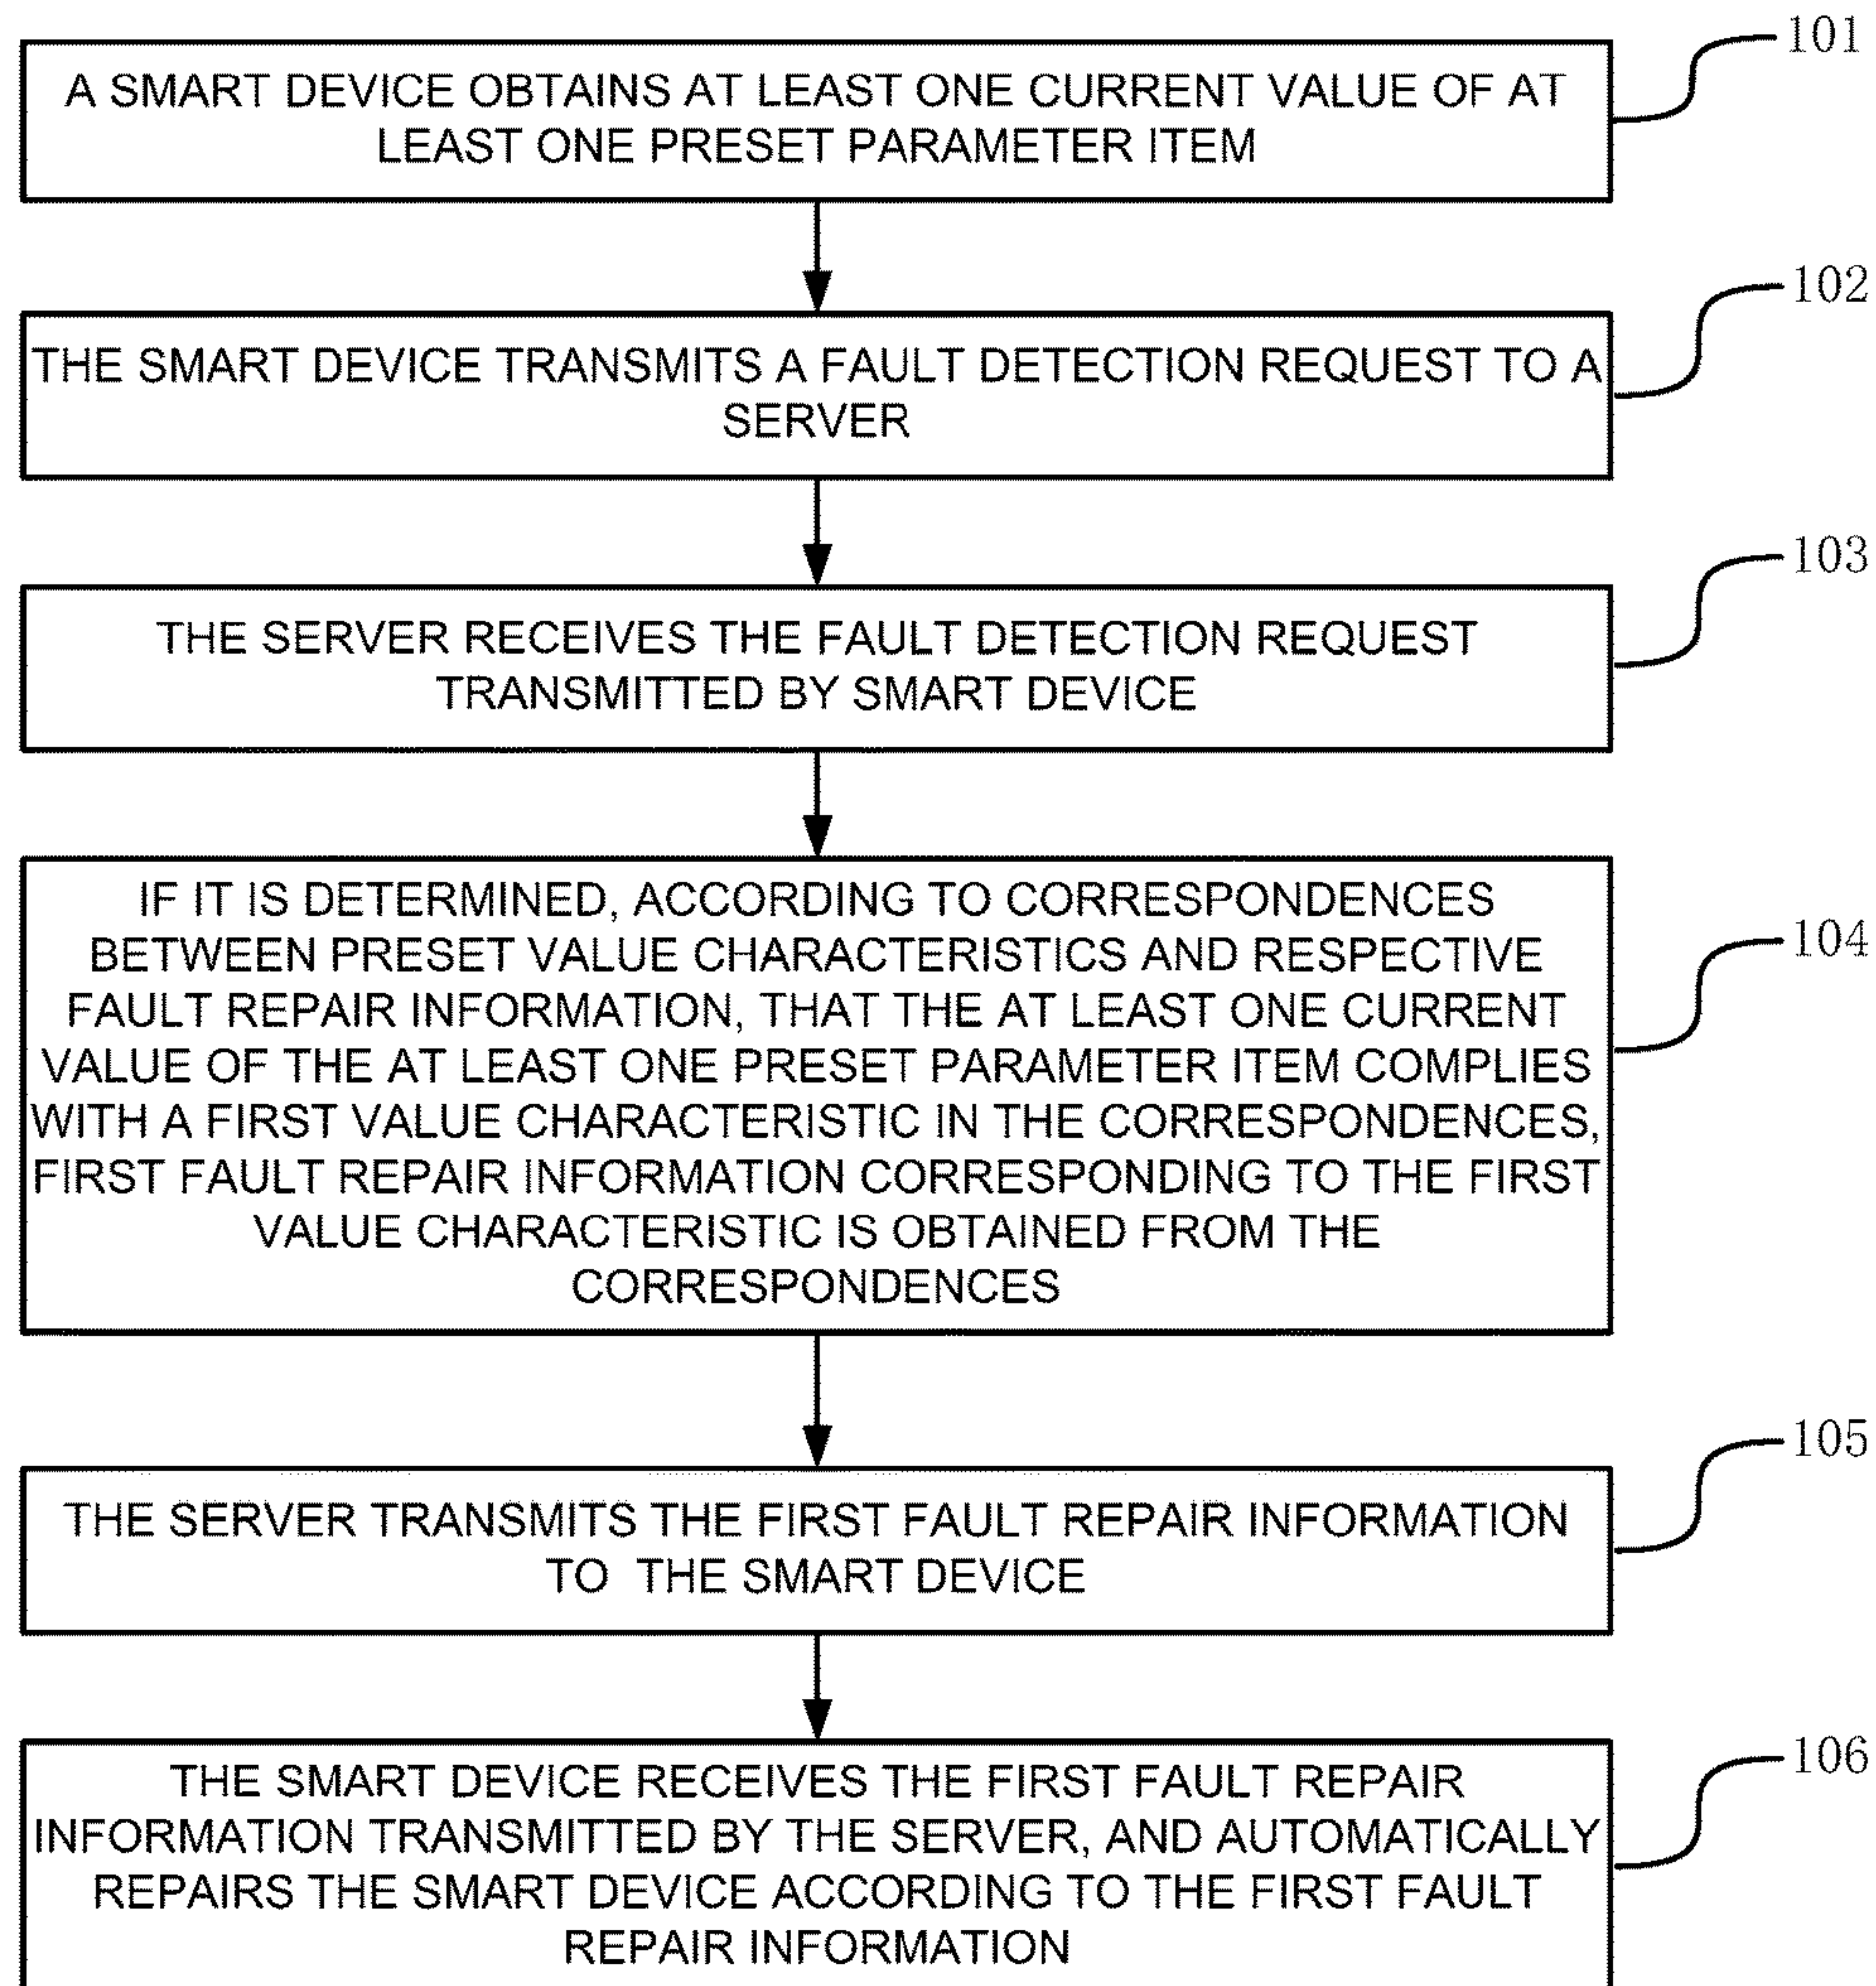 101
A SMART DEVICE OBTAINS AT LEAST ONE CURRENT VALUE OF AT
LEAST ONE PRESET PARAMETER ITEM
102
THE SMART DEVICE TRANSMITS A FAULT DETECTION REQUEST TO A
SERVER
103
THE SERVER RECEIVES THE FAULT DETECTION REQUEST
TRANSMITTED BY SMART DEVICE
104
IF IT IS DETERMINED, ACCORDING TO CORRESPONDENCES
BETWEEN PRESET VALUE CHARACTERISTICS AND RESPECTIVE
FAULT REPAIR INFORMATION, THAT THE AT LEAST ONE CURRENT
VALUE OF THE AT LEAST ONE PRESET PARAMETER ITEM COMPLIES
WITH A FIRST VALUE CHARACTERISTIC IN THE CORRESPONDENCES,
FIRST FAULT REPAIR INFORMATION CORRESPONDING TO THE FIRST
VALUE CHARACTERISTIC IS OBTAINED FROM THE
CORRESPONDENCES
105
THE SERVER TRANSMITS THE FIRST FAULT REPAIR INFORMATION
TO THE SMART DEVICE
106
THE SMART DEVICE RECEIVES THE FIRST FAULT REPAIR
INFORMATION TRANSMITTED BY THE SERVER, AND AUTOMATICALLY
REPAIRS THE SMART DEVICE ACCORDING TO THE FIRST FAULT
REPAIR INFORMATION